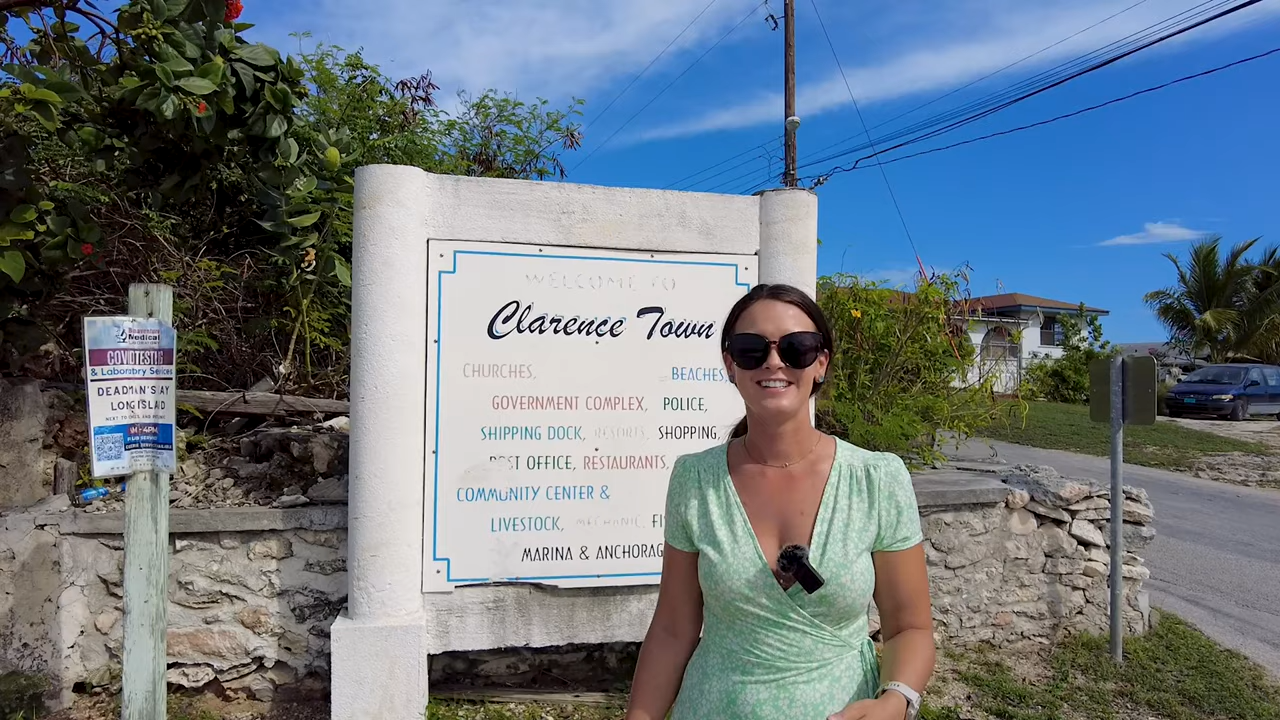 WELCOME TO
Clarence Town
CHURCHES, BEACHES,
GOVERNMENT COMPLEX, POLICE,
SHIPPING DOCK, RESORTS, SHOPPING,
POST OFFICE, RESTAURANTS,
COMMUNITY CENTER &
LIVESTOCK, MECHANIC, FI
MARINA & ANCHORAG
Medical
COVID TESTING
& Laboratory Services
DEADMAN'S CAY
LONG ISLAND